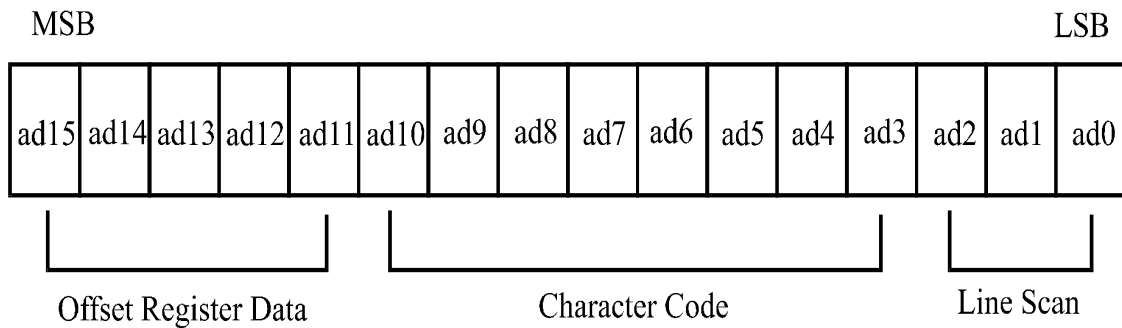 MSB LSB
ad15 ad14 ad13 ad12 ad11 ad10 ad9 ad8 ad7 ad6 ad5 ad4 ad3 ad2 ad1 ad0
Offset Register Data Character Code Line Scan